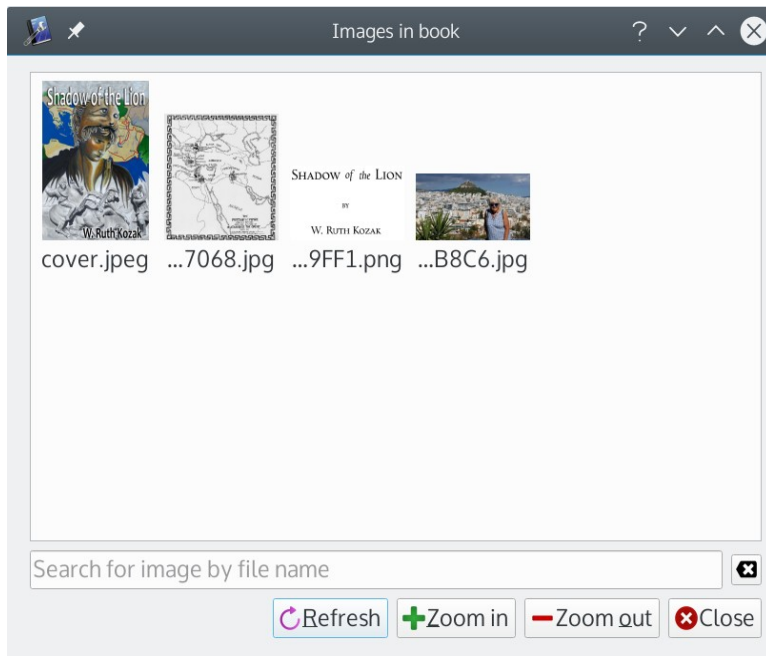 Images in book
Shadow of the Lion
W. Ruth Kozak
SHADOW of the LION
BY
W. RUTH KOZAK
cover.jpeg
...7068.jpg
...9FF1.png
...B8C6.jpg
Search for image by file name
Refresh
Zoom in
Zoom out
Close